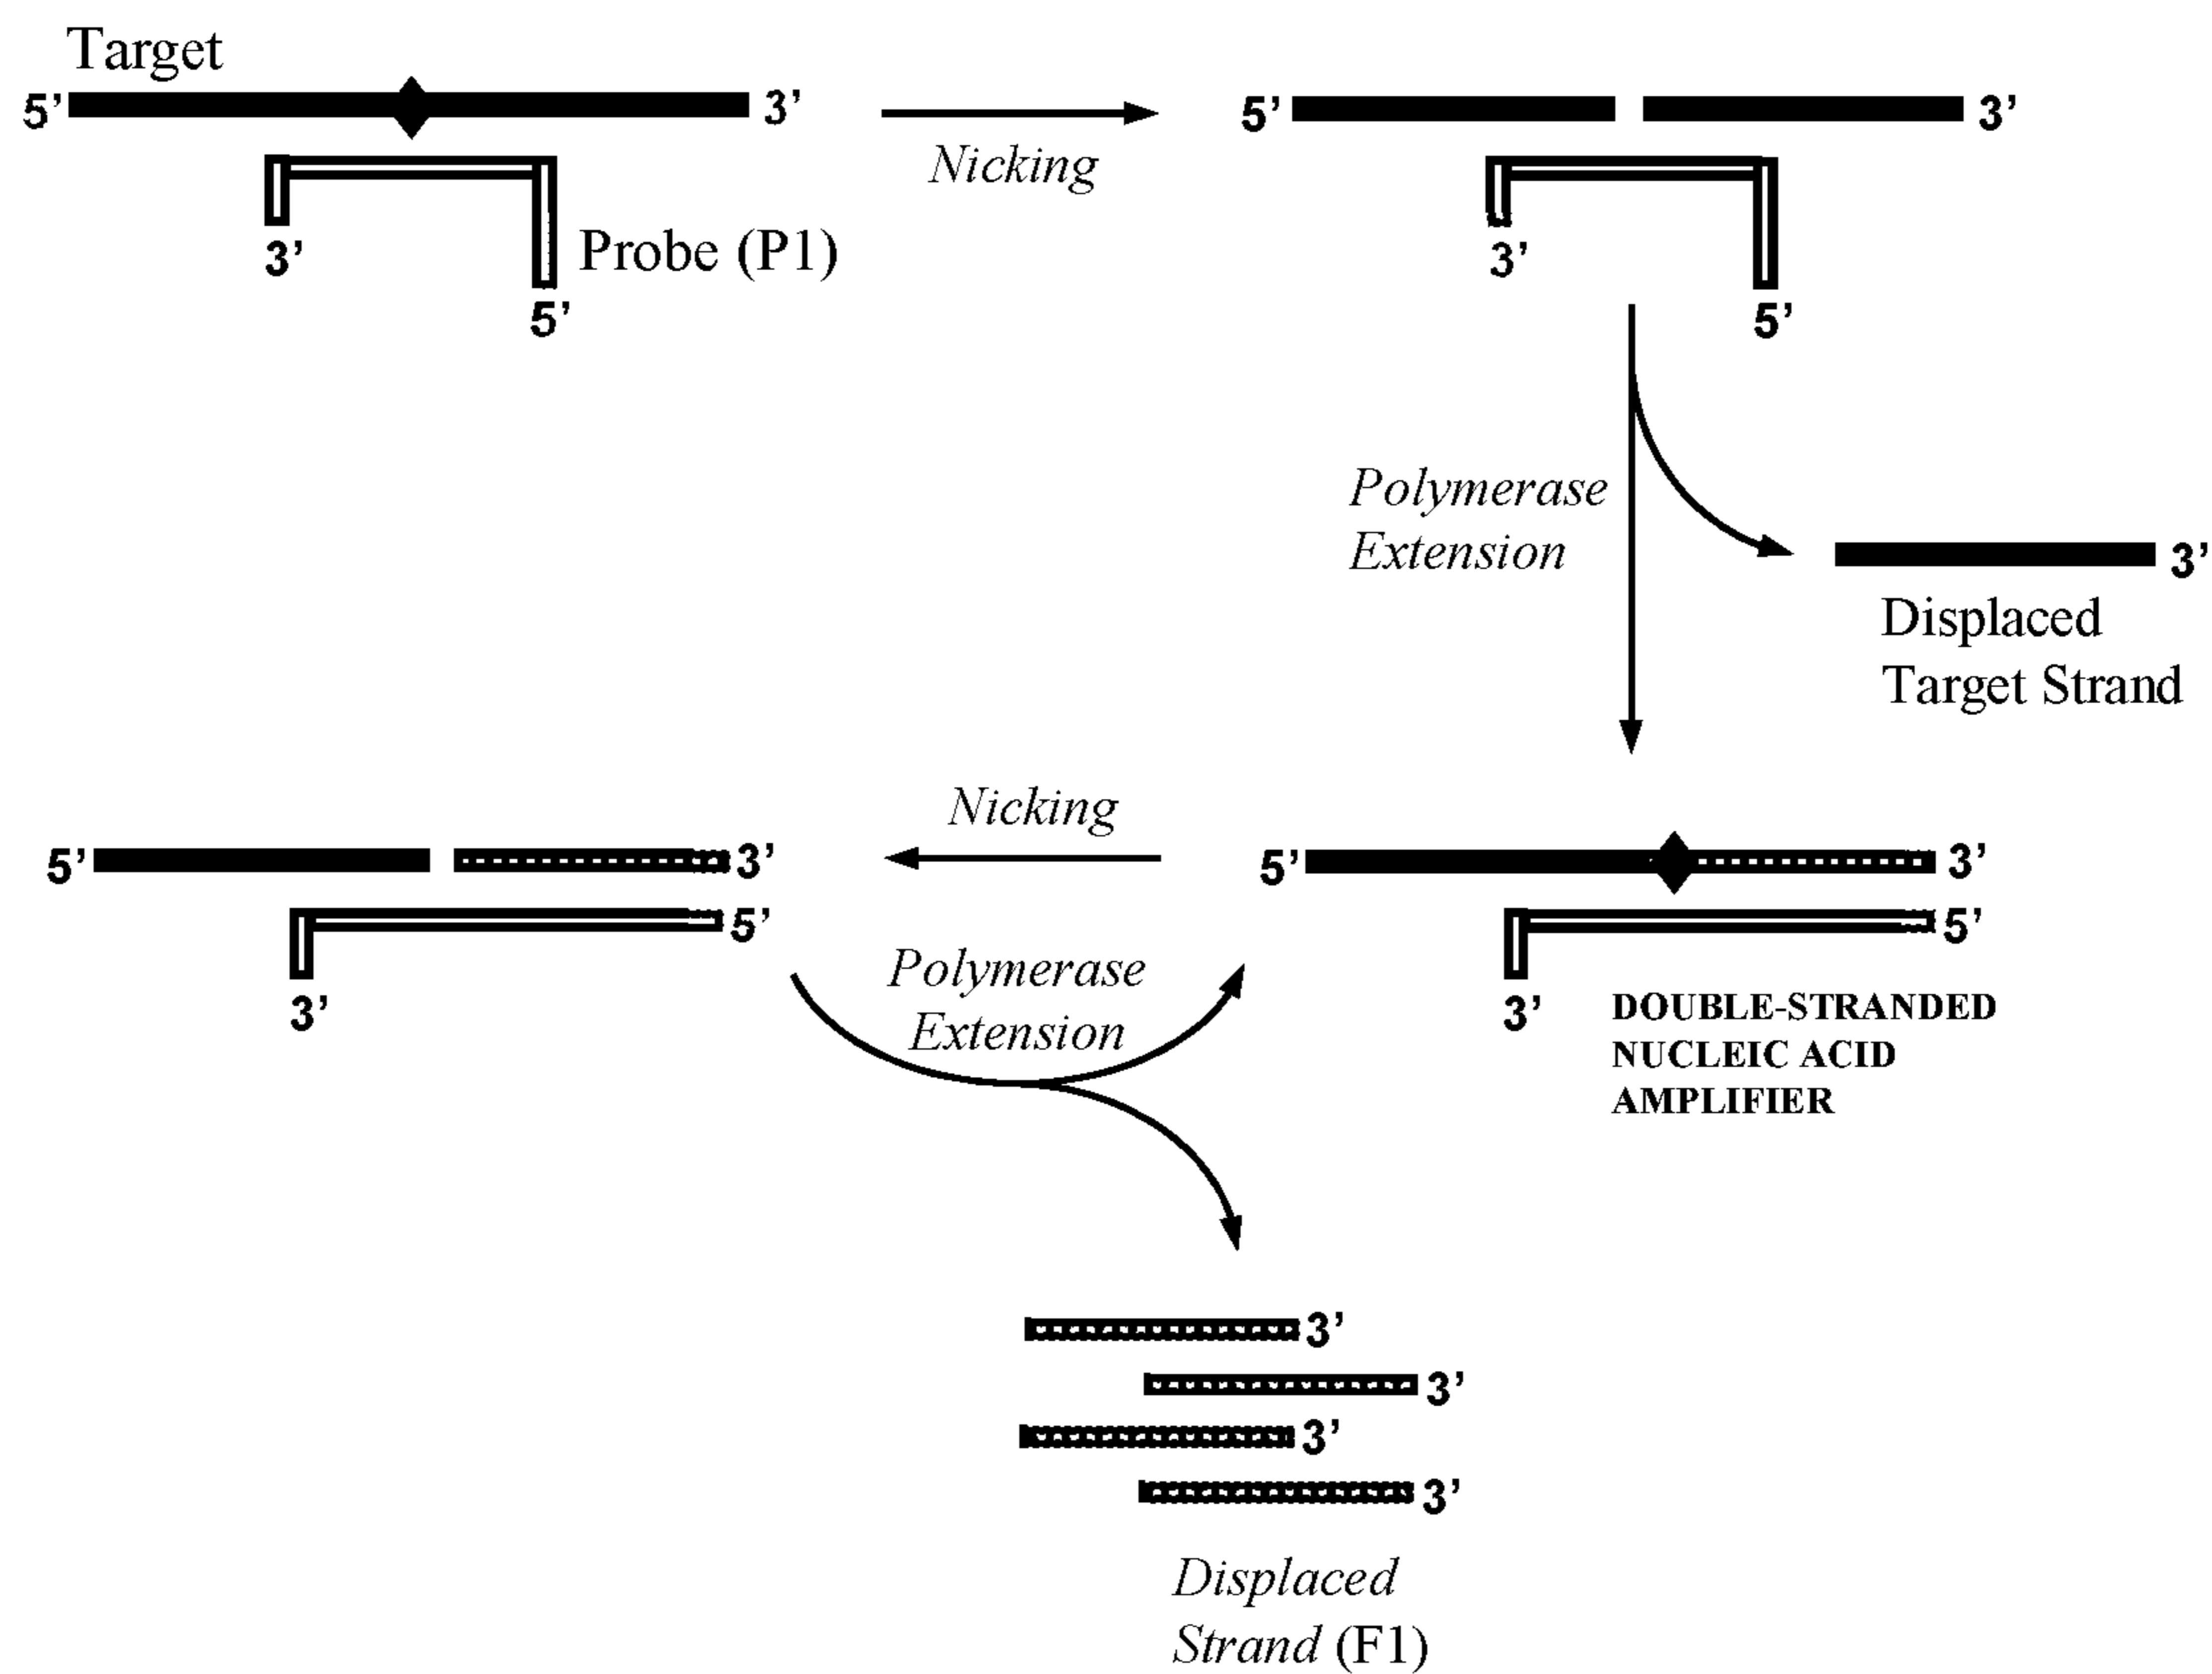 Target
5’ 3’
3’
Probe (P1)
5’
Nicking
5’ 3’
3’
5’
Polymerase
Extension
3’
Displaced
Target Strand
Nicking
5’ 3’
5’
3’
5’ 3’
5’
3’
DOUBLE-STRANDED
NUCLEIC ACID
AMPLIFIER
Polymerase
Extension
3’
3’
3’
3’
Displaced
Strand (F1)